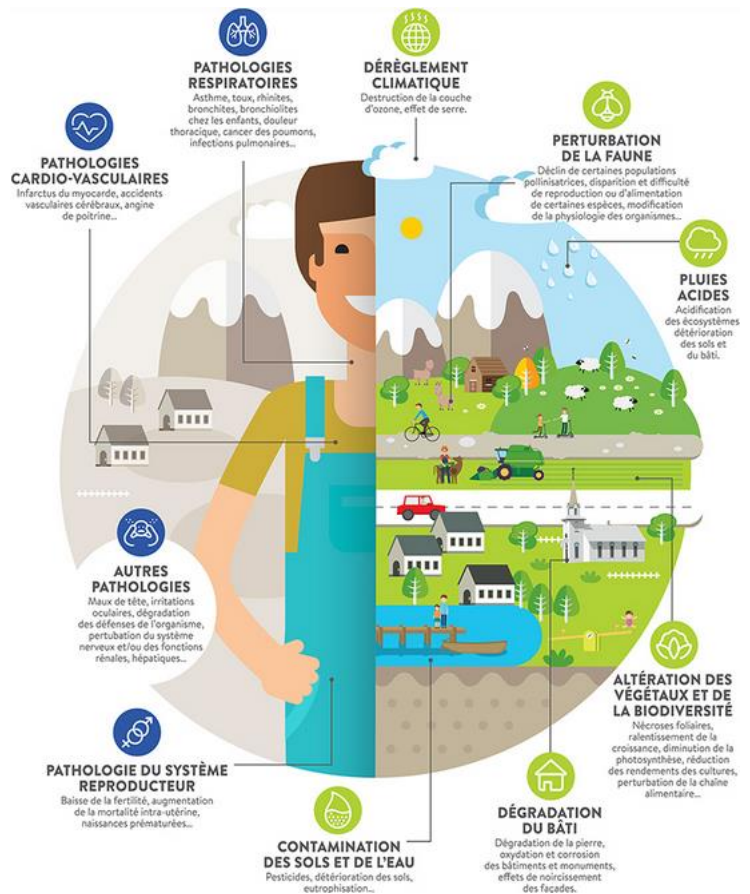 PATHOLOGIES
RESPIRATOIRES
Asthme, toux, rhinites,
bronchites, bronchiolites
chez les enfants, douleur
thoracique, cancer des poumons,
infections pulmonaires...
DÉRÈGLEMENT
CLIMATIQUE
Destruction de la couche
d'ozone, effet de serre.
PATHOLOGIES
CARDIO-VASCULAIRES
Infarctus du myocarde, accidents
vasculaires cérébraux, angine
de poitrine...
PERTURBATION
DE LA FAUNE
Déclin de certaines populations
pollinisatrices, disparition et difficulté
de reproduction ou d'alimentation
de certaines espèces, modification
de la physiologie des organismes...
PLUIES
ACIDES
Acidification
des écosystèmes
détérioration
des sols et
du bâti.
AUTRES
PATHOLOGIES
Maux de tête, irritations
oculaires, dégradation
des défenses de l'organisme,
pertubation du système
nerveux et/ou des fonctions
rénales, hépatiques...
ALTÉRATION DES
VÉGÉTAUX ET DE
LA BIODIVERSITÉ
Nécroses foliaires,
ralentissement de la
croissance, diminution de la
photosynthèse, réduction
des rendements des cultures,
perturbation de la chaîne
alimentaire...
PATHOLOGIE DU SYSTÈME
REPRODUCTEUR
Baisse de la fertilité, augmentation
de la mortalité intra-utérine,
naissances prématurées...
CONTAMINATION
DES SOLS ET DE L'EAU
Pesticides, détérioration des sols,
eutrophisation...
DÉGRADATION
DU BÂTI
Dégradation de la pierre,
oxydation et corrosion
des bâtiments et monuments,
effets de noircissement
des façades.